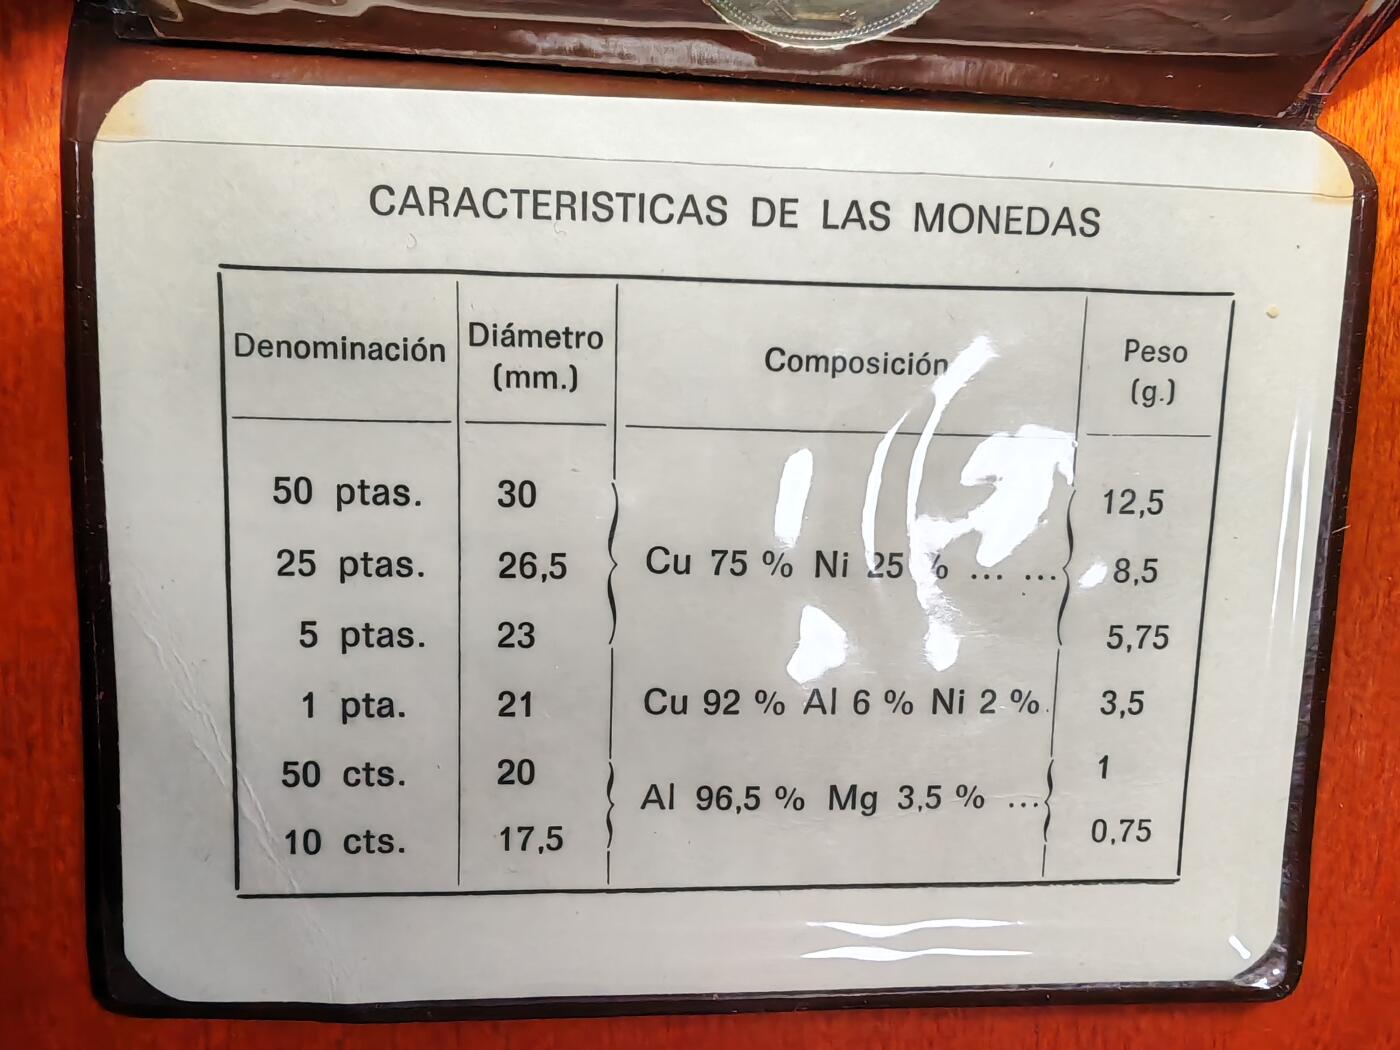 CARACTERISTICAS DE LAS MONEDAS
Denominación Diámetro (mm.) Composición Peso (g.)
50 ptas. 30 12,5
25 ptas. 26,5 Cu 75 % Ni 25 % ... ... 8,5
5 ptas. 23 5,75
1 pta. 21 Cu 92 % Al 6 % Ni 2 % . 3,5
50 cts. 20 1
Al 96,5 % Mg 3,5 % ...
10 cts. 17,5 0,75